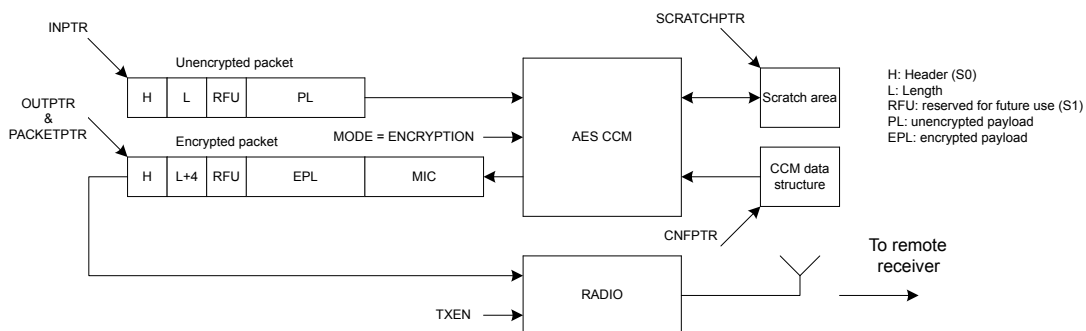 SCRATCHPTR
INPTR
Unencrypted packet
H L RFU PL
OUTPTR
&
PACKETPTR
Encrypted packet
H L+4 RFU EPL MIC
MODE = ENCRYPTION
AES CCM
Scratch area
CCM data
structure
CNFPTR
H: Header (S0)
L: Length
RFU: reserved for future use (S1)
PL: unencrypted payload
EPL: encrypted payload
To remote
receiver
RADIO
TXEN